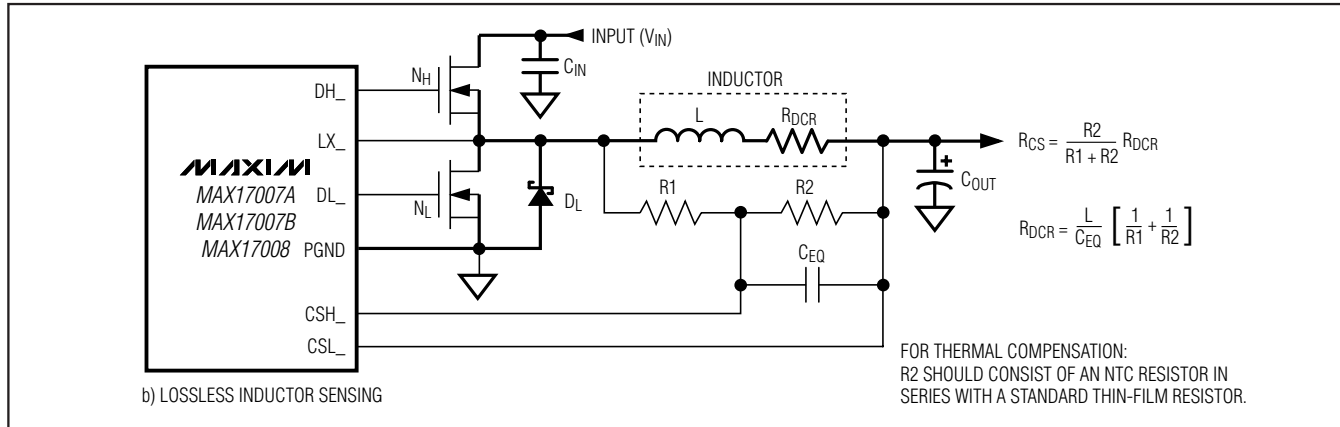 INPUT (VIN)
CIN
NH
DH_
INDUCTOR
L
RDCR
LX_
RCS = R2 / (R1 + R2) RDCR
MAXIM
MAX17007A
MAX17007B
MAX17008
DL_
NL
DL
R1
R2
COUT
+
RDCR = L / CEQ [ 1/R1 + 1/R2 ]
PGND
CEQ
CSH_
CSL_
FOR THERMAL COMPENSATION:
R2 SHOULD CONSIST OF AN NTC RESISTOR IN
SERIES WITH A STANDARD THIN-FILM RESISTOR.
b) LOSSLESS INDUCTOR SENSING